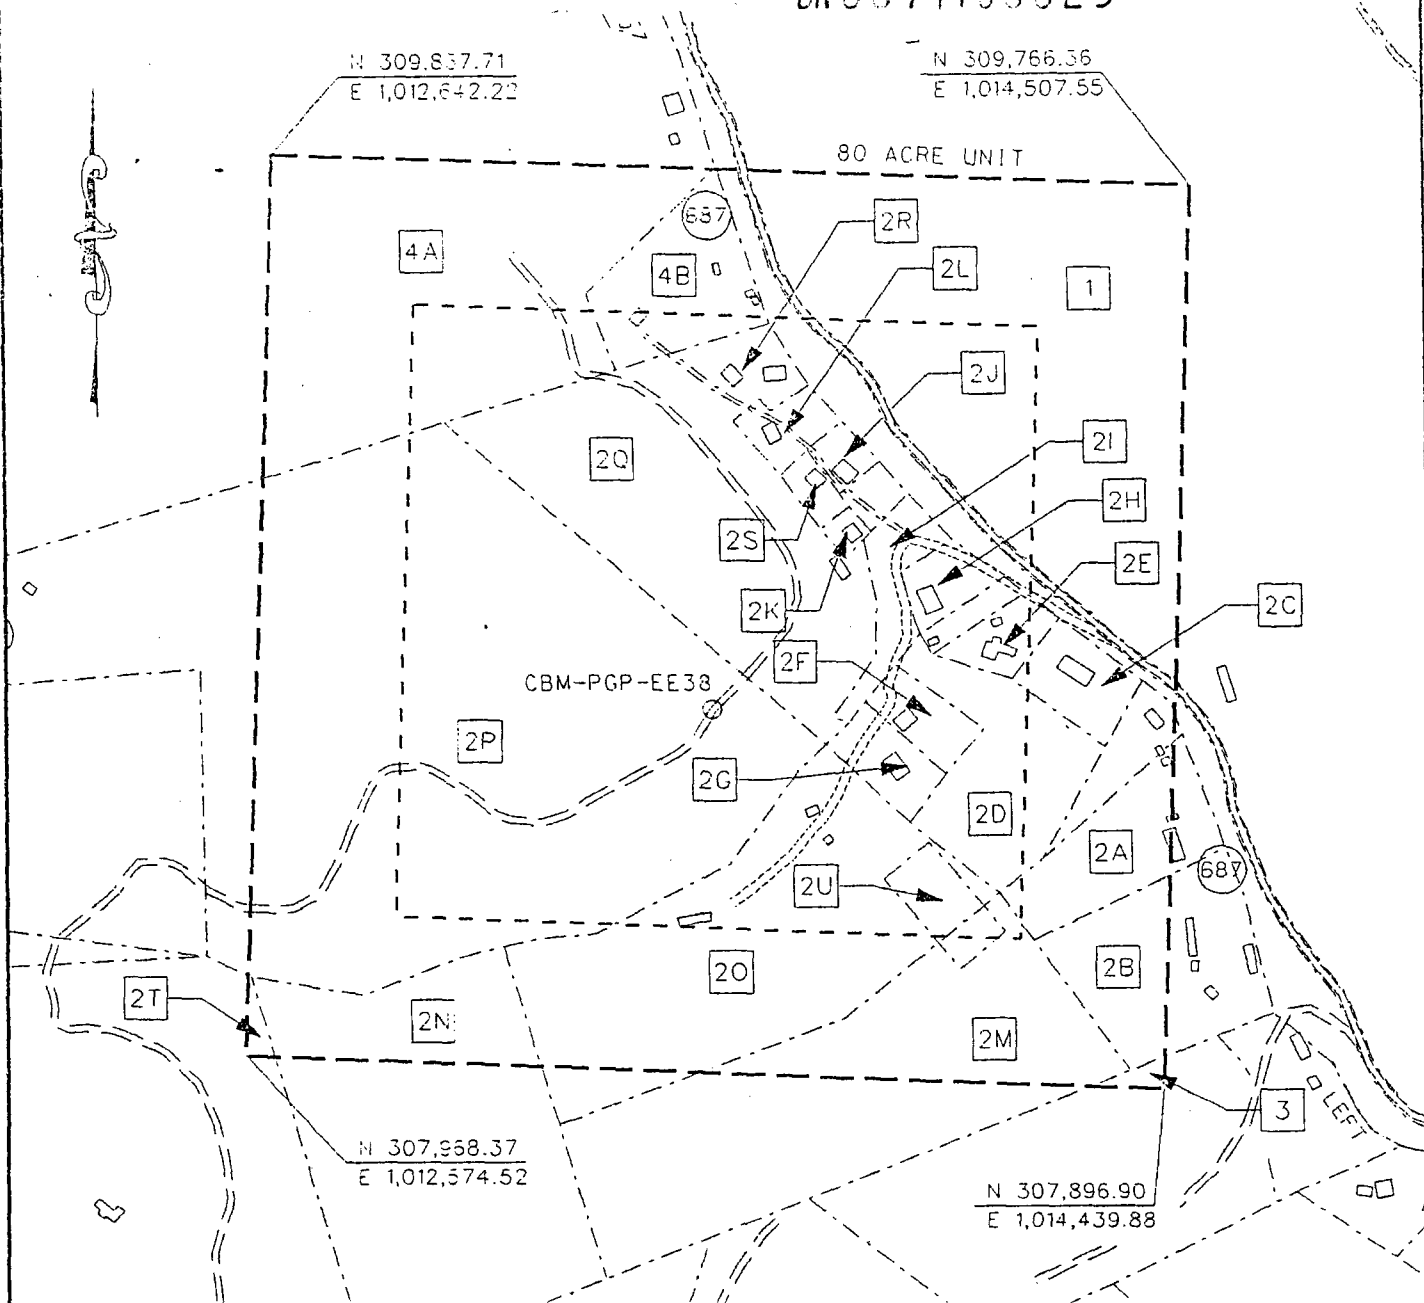 N 309,837.71
E 1,012,642.22
N 309,766.36
E 1,014,507.55
80 ACRE UNIT
687
2R
4A
4B
2L
1
2J
2Q
2I
2H
2S
2E
2K
2C
2F
CBM-PGP-EE38
2P
2G
2D
2A
687
2U
2B
2O
2T
2N
2M
3
LEFT
N 307,968.37
E 1,012,574.52
N 307,896.90
E 1,014,439.88